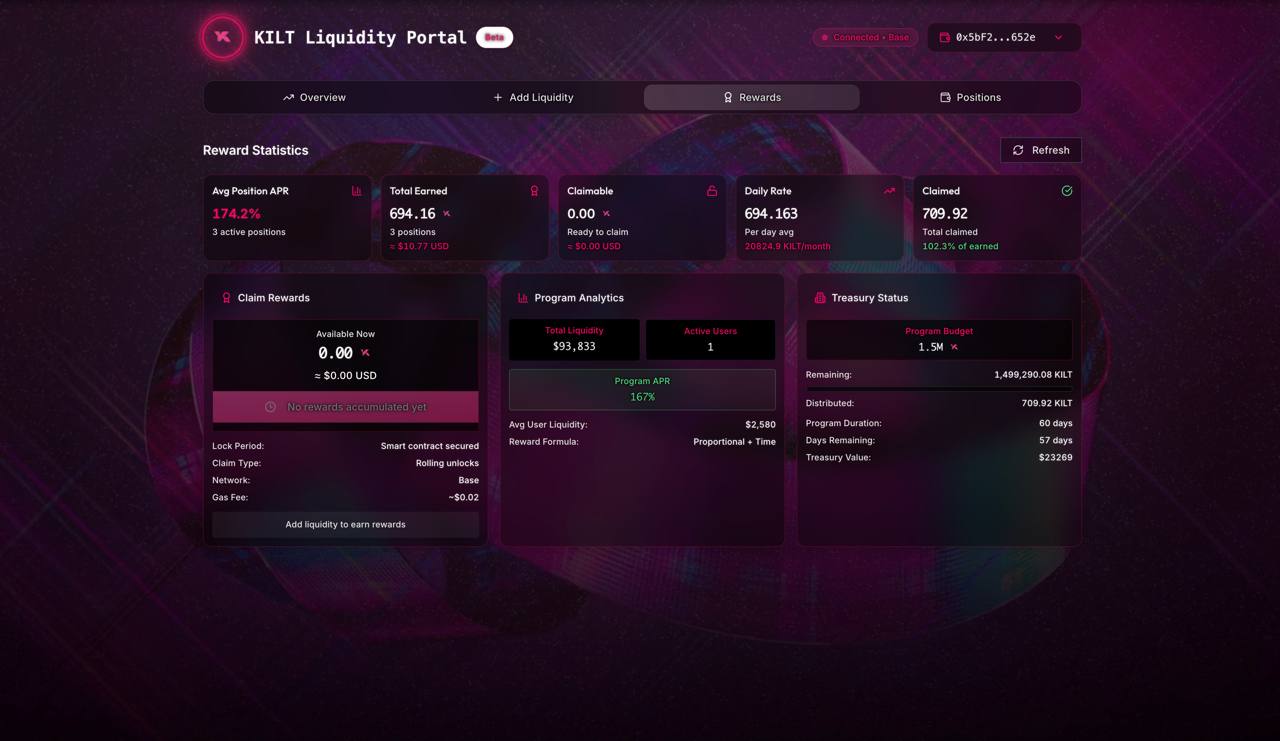 KILT Liquidity Portal Beta
Connected • Base
0x5bF2...652e
Overview
Add Liquidity
Rewards
Positions
Reward Statistics
Refresh
Avg Position APR
174.2%
3 active positions
Total Earned
694.16
3 positions
≈ $10.77 USD
Claimable
0.00
Ready to claim
≈ $0.00 USD
Daily Rate
694.163
Per day avg
20824.9 KILT/month
Claimed
709.92
Total claimed
102.3% of earned
Claim Rewards
Available Now
0.00
≈ $0.00 USD
No rewards accumulated yet
Lock Period: Smart contract secured
Claim Type: Rolling unlocks
Network: Base
Gas Fee: ~$0.02
Add liquidity to earn rewards
Program Analytics
Total Liquidity
$93,833
Active Users
1
Program APR
167%
Avg User Liquidity: $2,580
Reward Formula: Proportional + Time
Treasury Status
Program Budget
1.5M
Remaining: 1,499,290.08 KILT
Distributed: 709.92 KILT
Program Duration: 60 days
Days Remaining: 57 days
Treasury Value: $23269